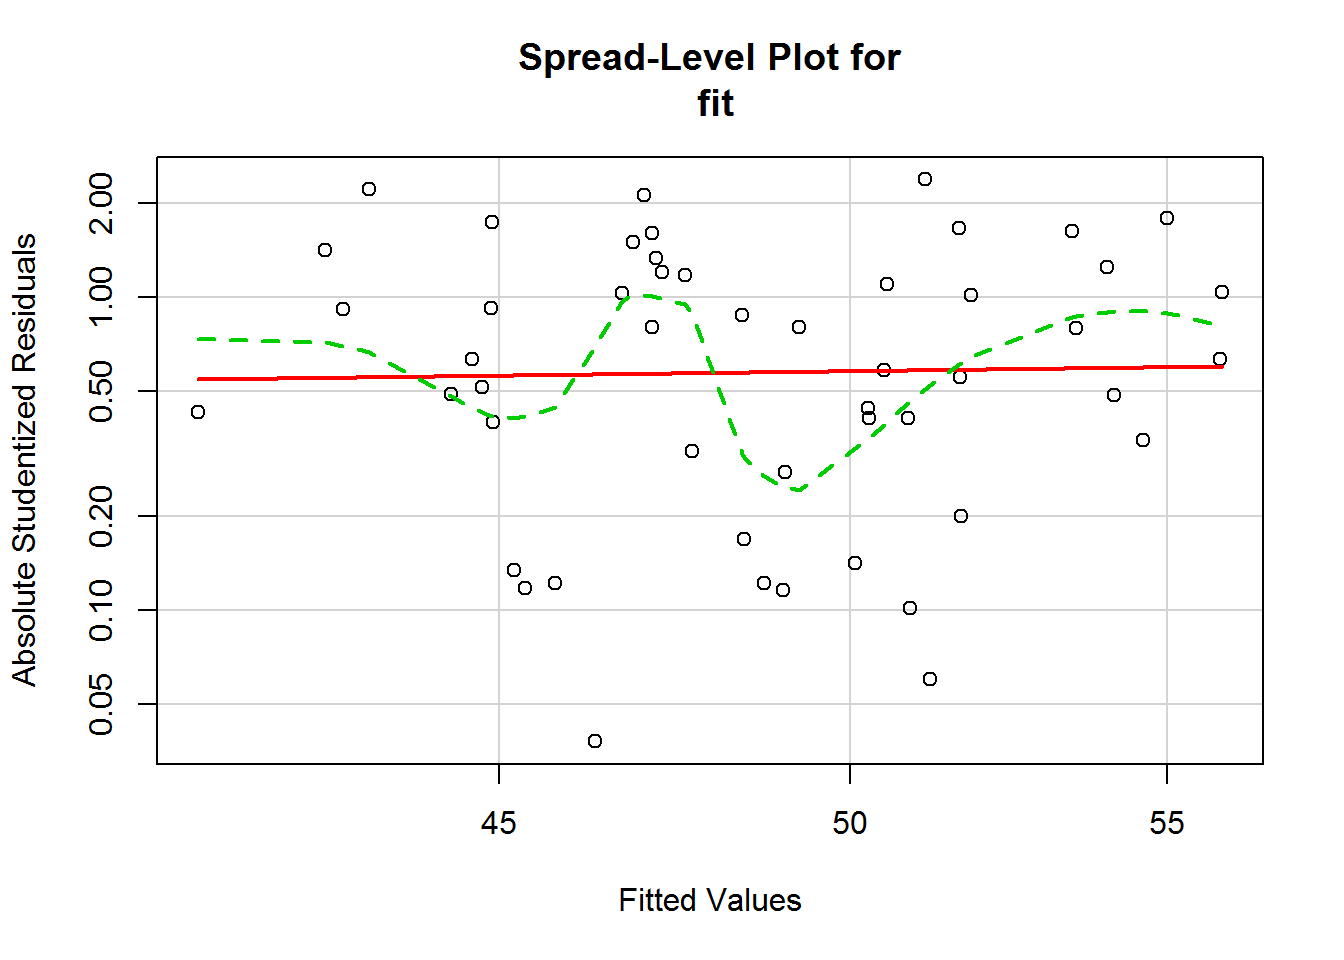 Spread-Level Plot for
fit
Absolute Studentized Residuals
2.00
1.00
0.50
0.20
0.10
0.05
45 50 55
Fitted Values